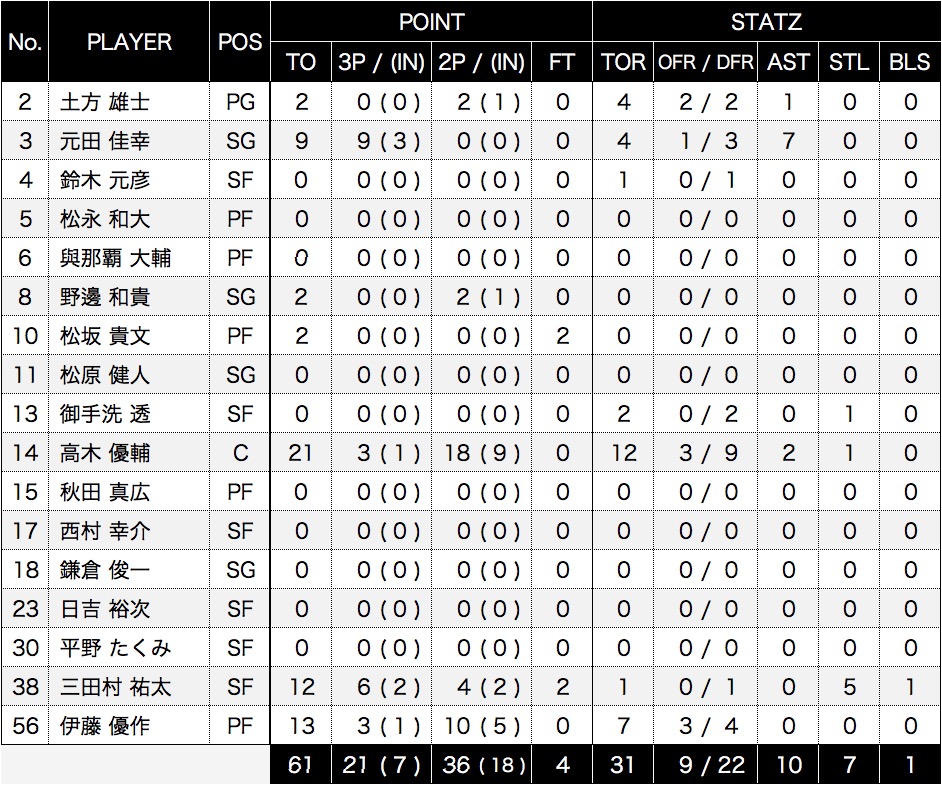 No. PLAYER POS POINT STATZ
TO 3P / (IN) 2P / (IN) FT TOR OFR / DFR AST STL BLS
2 土方 雄士 PG 2 0 ( 0 ) 2 ( 1 ) 0 4 2 / 2 1 0 0
3 元田 佳幸 SG 9 9 ( 3 ) 0 ( 0 ) 0 4 1 / 3 7 0 0
4 鈴木 元彦 SF 0 0 ( 0 ) 0 ( 0 ) 0 1 0 / 1 0 0 0
5 松永 和大 PF 0 0 ( 0 ) 0 ( 0 ) 0 0 0 / 0 0 0 0
6 與那覇 大輔 PF 0 0 ( 0 ) 0 ( 0 ) 0 0 0 / 0 0 0 0
8 野邊 和貴 SG 2 0 ( 0 ) 2 ( 1 ) 0 0 0 / 0 0 0 0
10 松坂 貴文 PF 2 0 ( 0 ) 0 ( 0 ) 2 0 0 / 0 0 0 0
11 松原 健人 SG 0 0 ( 0 ) 0 ( 0 ) 0 0 0 / 0 0 0 0
13 御手洗 透 SF 0 0 ( 0 ) 0 ( 0 ) 0 2 0 / 2 0 1 0
14 高木 優輔 C 21 3 ( 1 ) 18 ( 9 ) 0 12 3 / 9 2 1 0
15 秋田 真広 PF 0 0 ( 0 ) 0 ( 0 ) 0 0 0 / 0 0 0 0
17 西村 幸介 SF 0 0 ( 0 ) 0 ( 0 ) 0 0 0 / 0 0 0 0
18 鎌倉 俊一 SG 0 0 ( 0 ) 0 ( 0 ) 0 0 0 / 0 0 0 0
23 日吉 裕次 SF 0 0 ( 0 ) 0 ( 0 ) 0 0 0 / 0 0 0 0
30 平野 たくみ SF 0 0 ( 0 ) 0 ( 0 ) 0 0 0 / 0 0 0 0
38 三田村 祐太 SF 12 6 ( 2 ) 4 ( 2 ) 2 1 0 / 1 0 5 1
56 伊藤 優作 PF 13 3 ( 1 ) 10 ( 5 ) 0 7 3 / 4 0 0 0
61 21 ( 7 ) 36 ( 18 ) 4 31 9 / 22 10 7 1